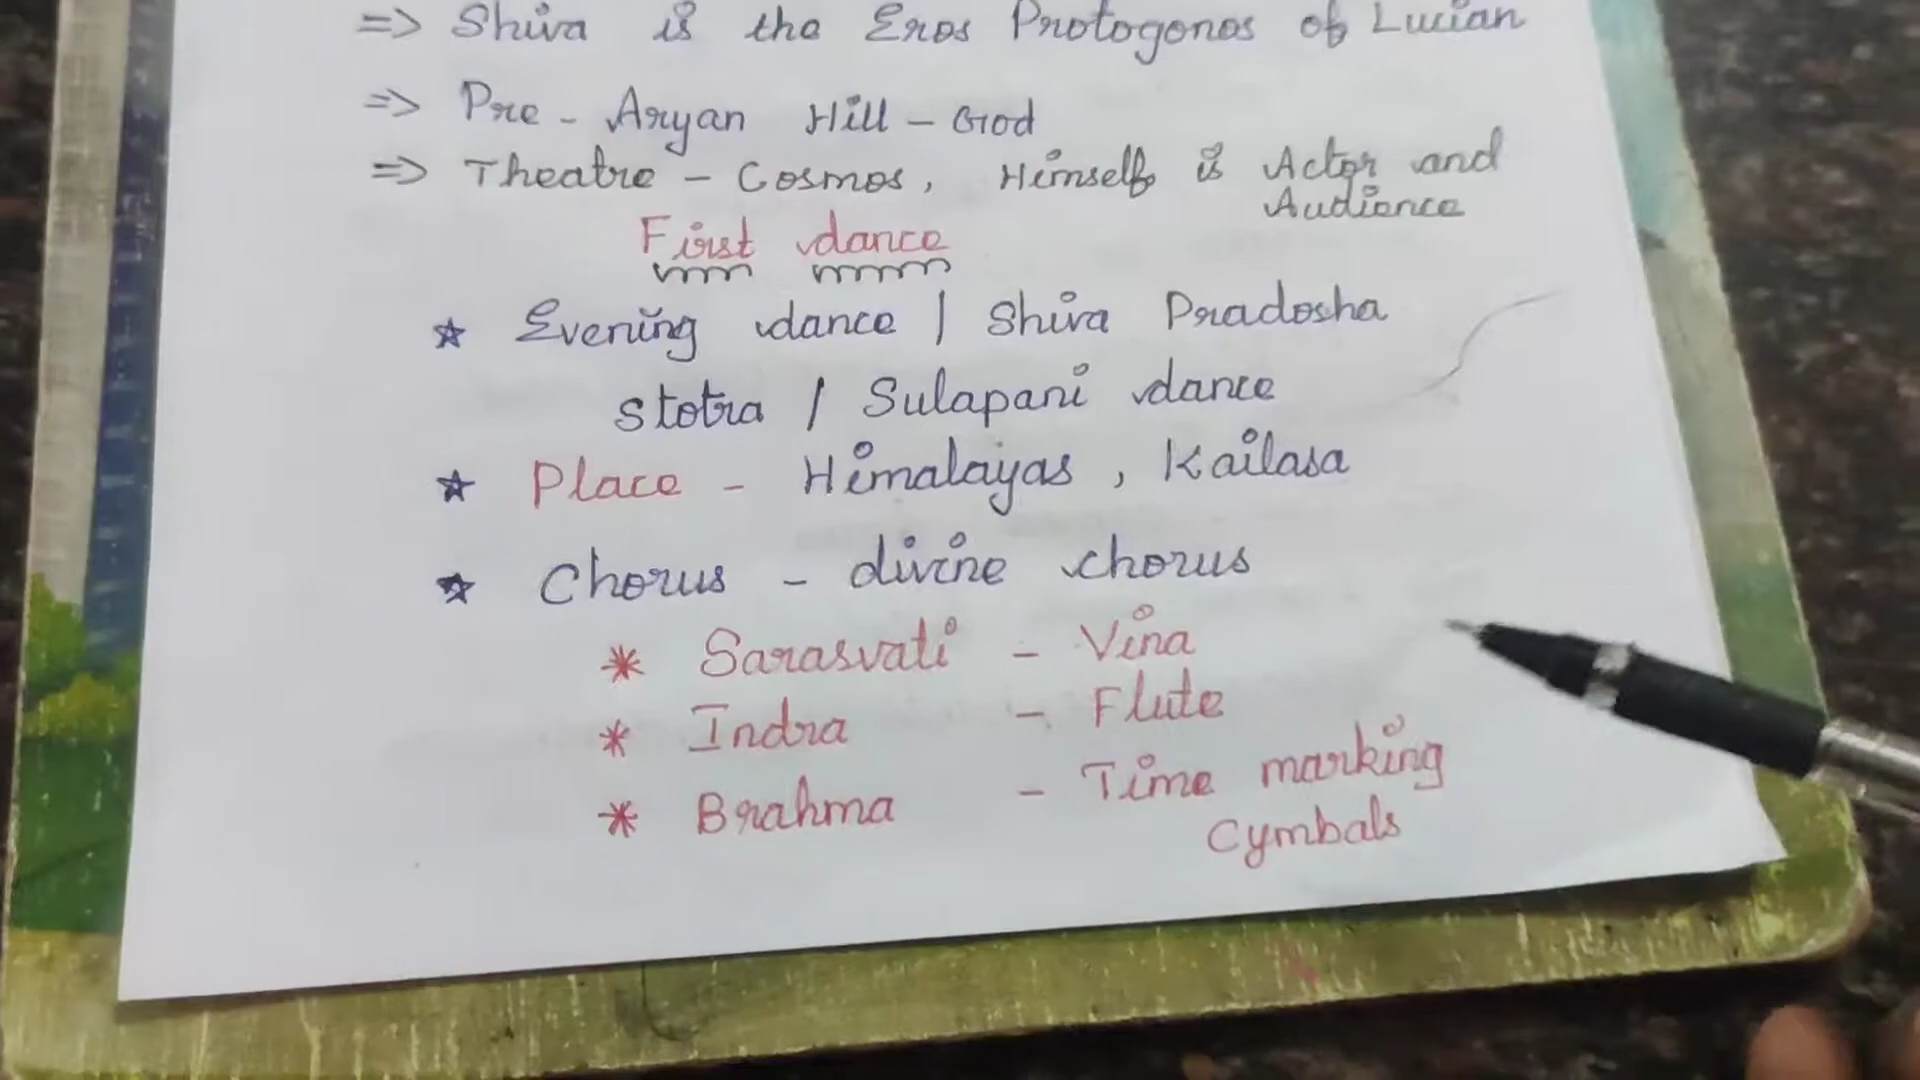 => Shiva is the Eros Protogonos of Lucian
=> Pre - Aryan Hill - God
=> Theatre - Cosmos, Himself is Actor and
Audience
First dance
☆ Evening dance / Shiva Pradosha
stotra / Sulapani dance
☆ Place - Himalayas, Kailasa
☆ Chorus - divine chorus
* Sarasvati - Vina
* Indra - Flute
* Brahma - Time marking
Cymbals